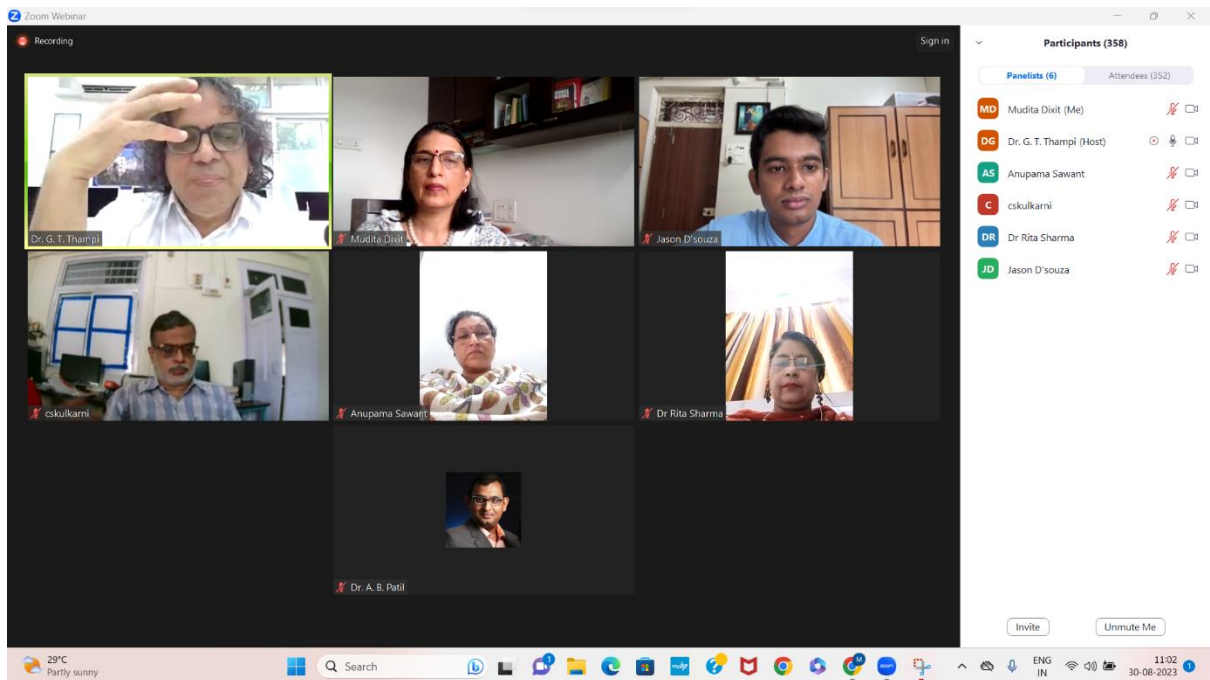 Zoom Webinar
Recording
Sign in
Dr. G. T. Thampi
Mudita Dixit
Jason D'souza
cskulkarni
Anupama Sawant
Dr Rita Sharma
Dr. A. B. Patil
Participants (358)
Panelists (6) Attendees (352)
MD Mudita Dixit (Me)
DG Dr. G. T. Thampi (Host)
AS Anupama Sawant
C cskulkarni
DR Dr Rita Sharma
JD Jason D'souza
Invite Unmute Me
29°C
Partly sunny
Search
ENG
IN
11:02
30-08-2023
1